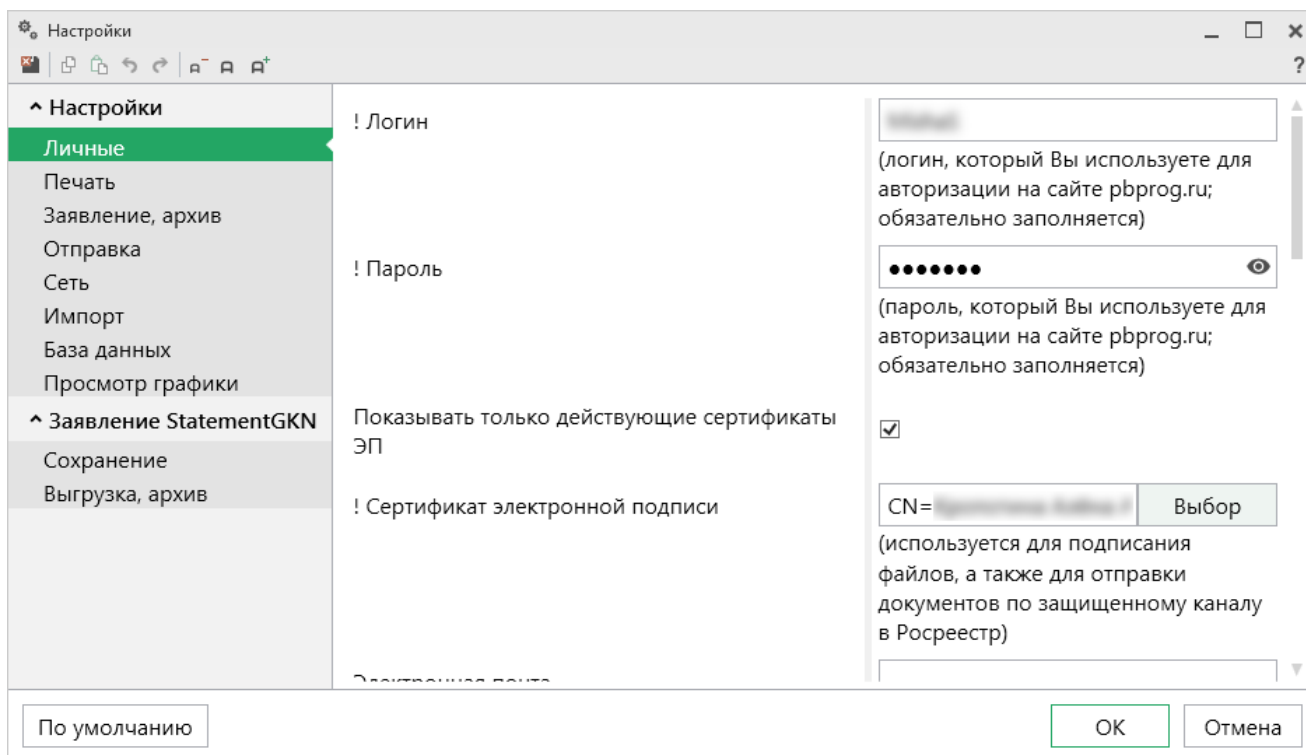 Настройки
?
Настройки
Личные
Печать
Заявление, архив
Отправка
Сеть
Импорт
База данных
Просмотр графики
Заявление StatementGKN
Сохранение
Выгрузка, архив
! Логин
(логин, который Вы используете для
авторизации на сайте pbprog.ru;
обязательно заполняется)
! Пароль
(пароль, который Вы используете для
авторизации на сайте pbprog.ru;
обязательно заполняется)
Показывать только действующие сертификаты
ЭП
! Сертификат электронной подписи
CN=
Выбор
(используется для подписания
файлов, а также для отправки
документов по защищенному каналу
в Росреестр)
Электронная почта
По умолчанию
ОК
Отмена